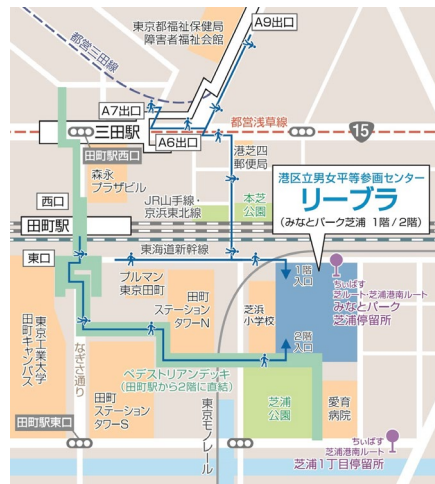 東京都福祉保健局
障害者福祉会館
A9出口
都営三田線
A7出口
三田駅
都営浅草線
15
A6出口
田町駅西口
港芝四
郵便局
森永
プラザビル
西口
JR山手線・
京浜東北線
本芝
公園
港区立男女平等参画センター
リーブラ
(みなとパーク芝浦 1階/2階)
田町駅
東口
東海道新幹線
プルマン
東京田町
1階
入口
ちぃばす
芝ルート・芝浦港南ルート
みなとパーク
芝浦停留所
田町
ステーション
タワーN
芝浜
小学校
2階
入口
東京工業大学
田町キャンパス
なぎさ通り
ペデストリアンデッキ
(田町駅から2階に直結)
田町
ステーション
タワーS
東京モノレール
芝浦
公園
愛育
病院
田町駅東口
ちぃばす
芝浦港南ルート
芝浦1丁目停留所